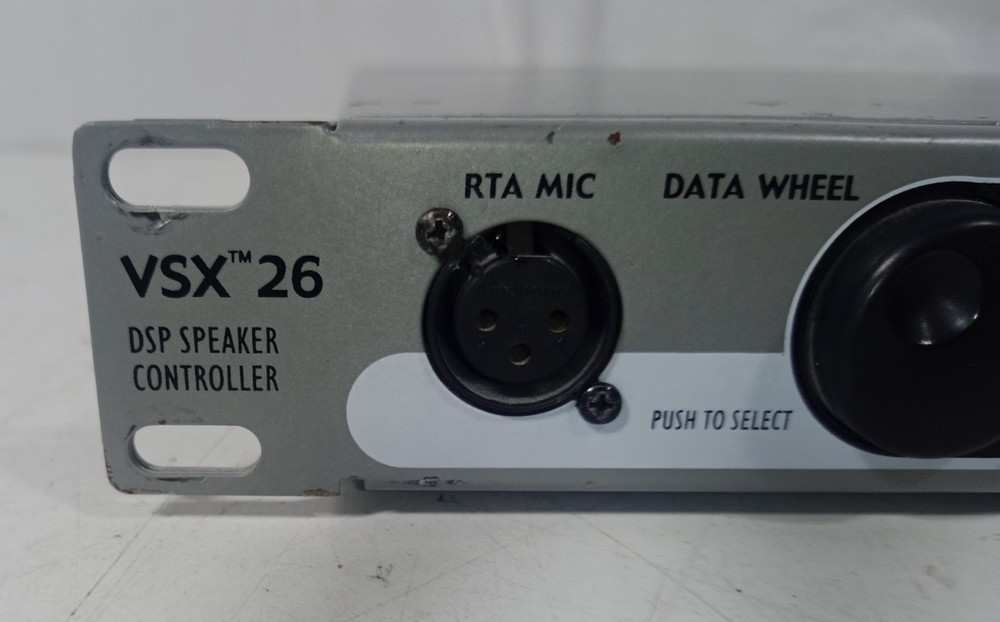 RTA MIC
DATA WHEEL
VSX™ 26
DSP SPEAKER
CONTROLLER
PUSH TO SELECT